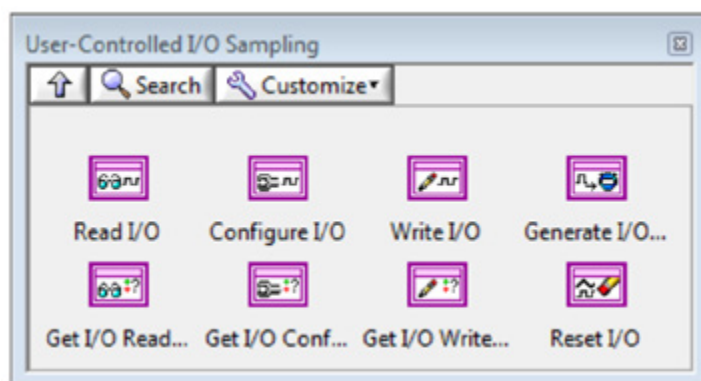 User-Controlled I/O Sampling
Search Customize
Read I/O Configure I/O Write I/O Generate I/O...
Get I/O Read... Get I/O Conf... Get I/O Write... Reset I/O